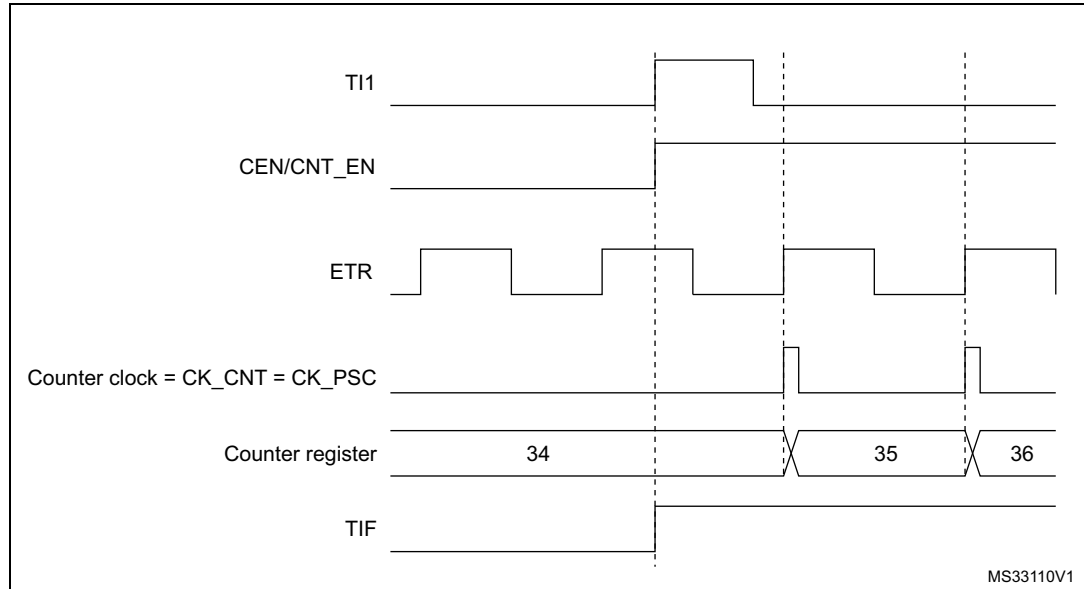 TI1
CEN/CNT_EN
ETR
Counter clock = CK_CNT = CK_PSC
Counter register
34
35
36
TIF
MS33110V1